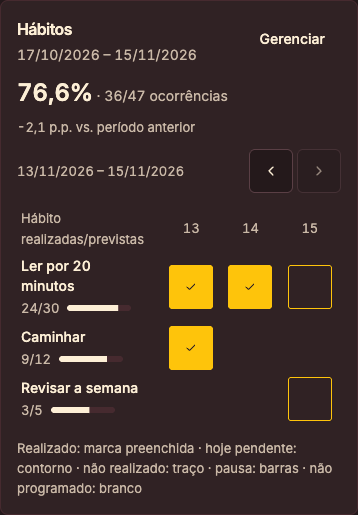 Hábitos
Gerenciar
17/10/2026 – 15/11/2026
76,6% · 36/47 ocorrências
-2,1 p.p. vs. período anterior
13/11/2026 – 15/11/2026
Hábito
realizadas/previstas
13 14 15
Ler por 20
minutos
24/30
Caminhar
9/12
Revisar a semana
3/5
Realizado: marca preenchida · hoje pendente:
contorno · não realizado: traço · pausa: barras · não
programado: branco